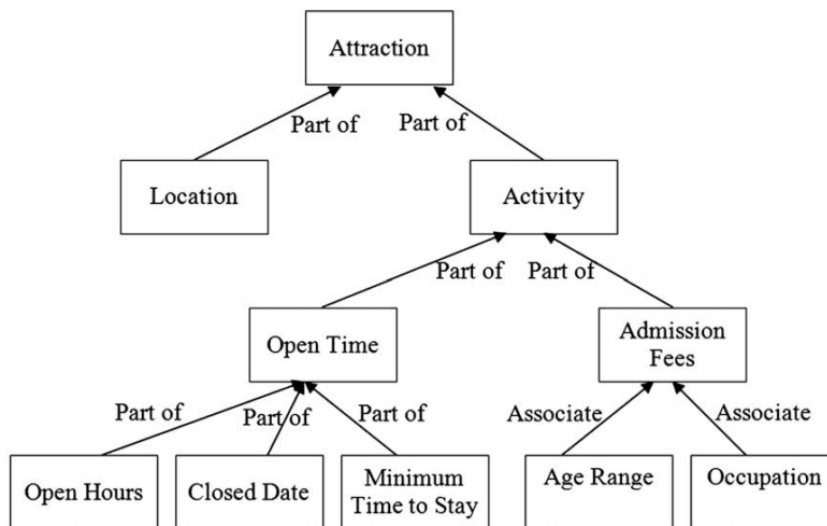 Attraction
Part of
Part of
Location
Activity
Part of
Part of
Open Time
Admission
Fees
Part of
Part of
Part of
Associate
Associate
Open Hours
Closed Date
Minimum
Time to Stay
Age Range
Occupation